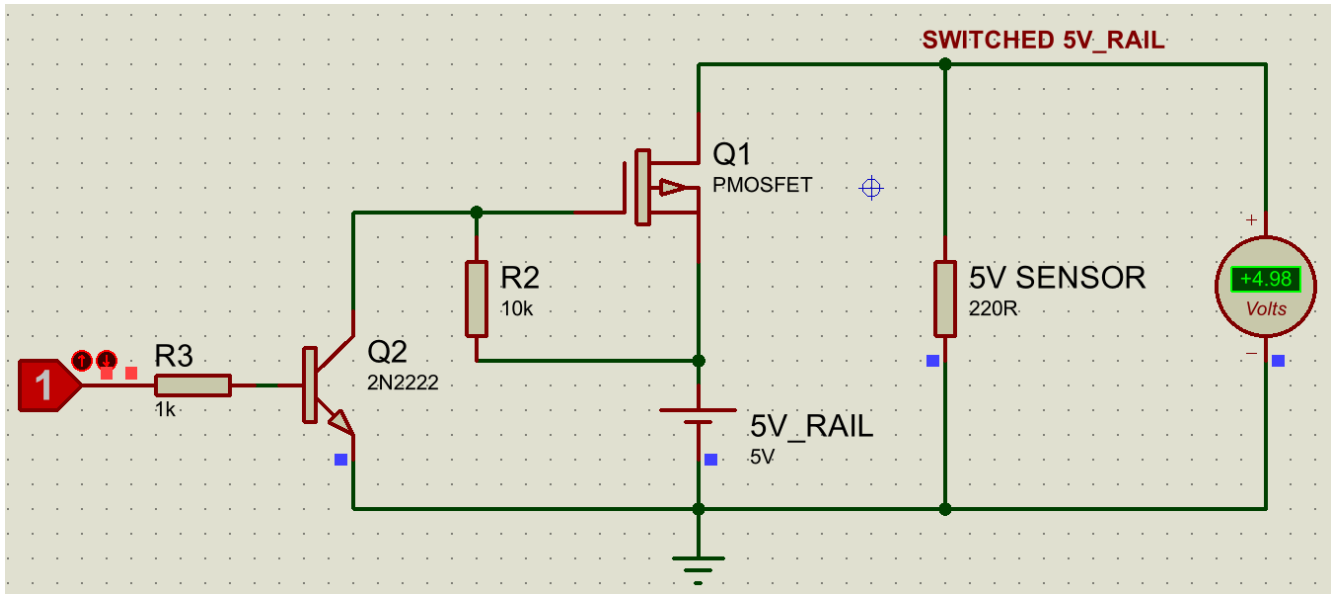 SWITCHED 5V_RAIL
Q1
PMOSFET
R2
10k
5V SENSOR
220R
+
+4.98
Volts
−
1
R3
1k
Q2
2N2222
5V_RAIL
5V